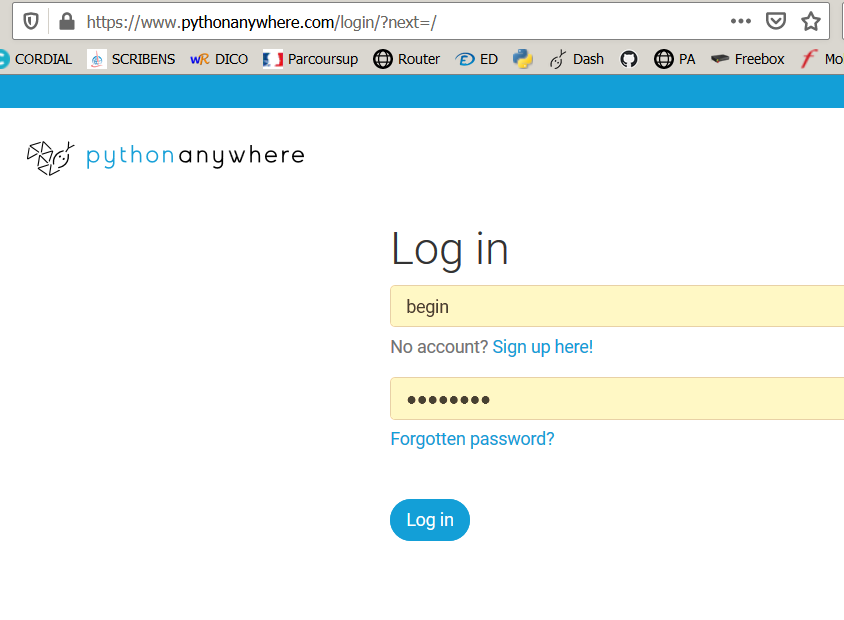 https://www.pythonanywhere.com/login/?next=/
CORDIAL SCRIBENS WR DICO Parcoursup Router ED Dash PA Freebox Mo
pythonanywhere
Log in
begin
No account? Sign up here!
••••••••
Forgotten password?
Log in